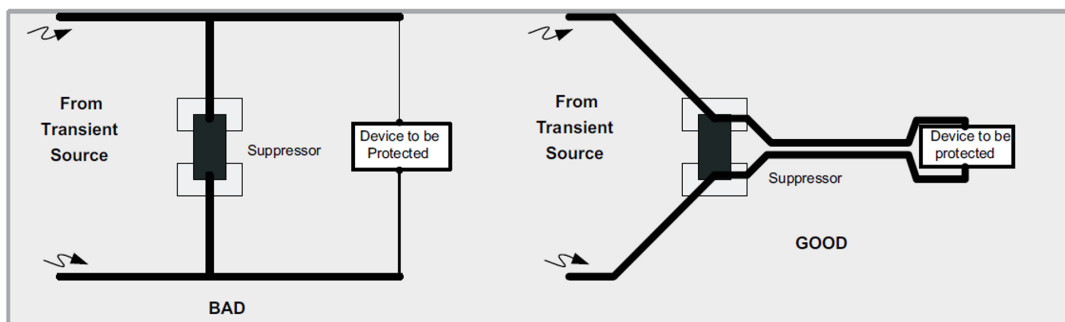 From
Transient
Source
Suppressor
Device to be
Protected
BAD
From
Transient
Source
Suppressor
Device to be
protected
GOOD